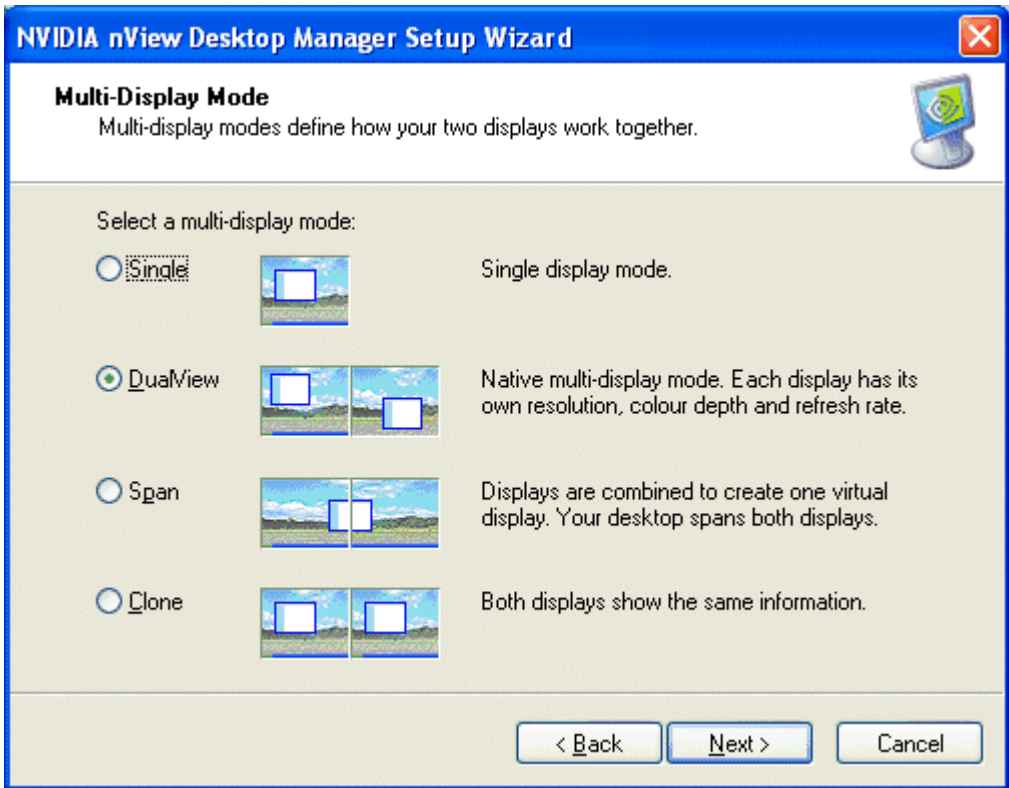 NVIDIA nView Desktop Manager Setup Wizard
Multi-Display Mode
Multi-display modes define how your two displays work together.
Select a multi-display mode:
Single
Single display mode.
DualView
Native multi-display mode. Each display has its
own resolution, colour depth and refresh rate.
Span
Displays are combined to create one virtual
display. Your desktop spans both displays.
Clone
Both displays show the same information.
< Back
Next >
Cancel